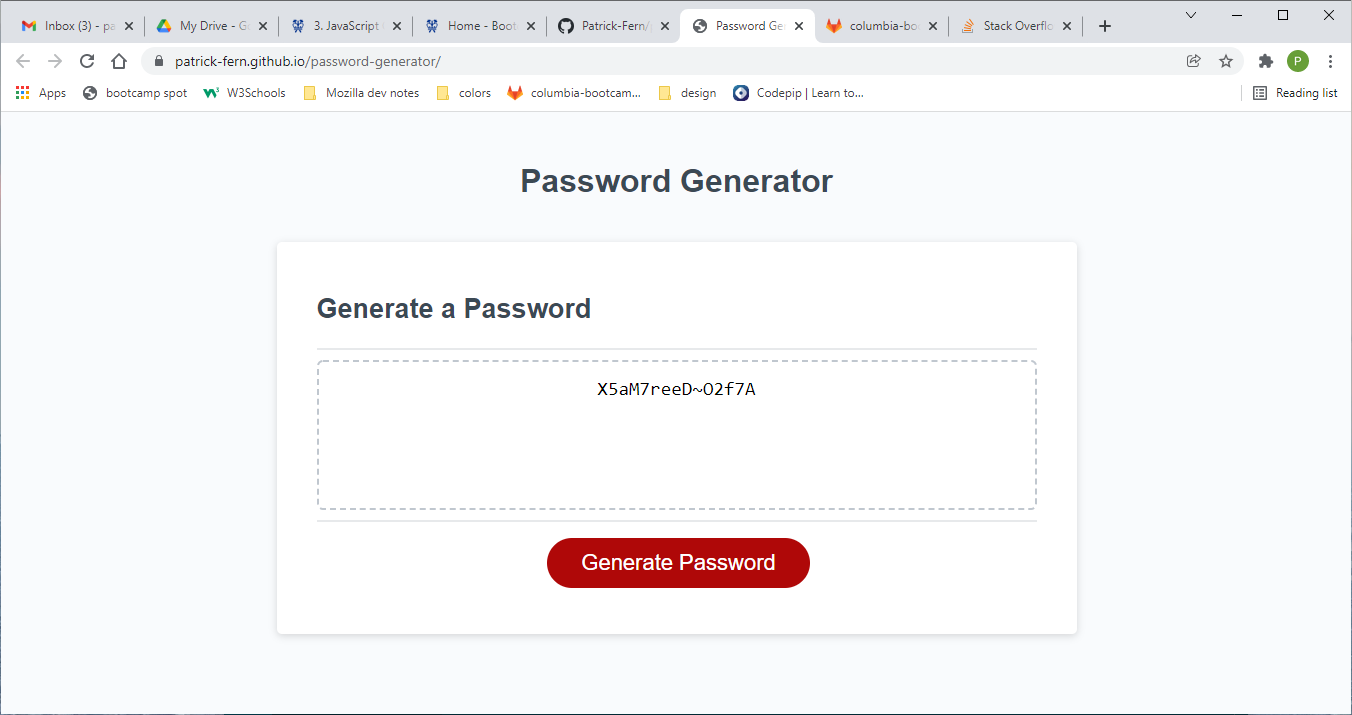 Inbox (3) - pa
My Drive - G
3. JavaScript
Home - Boot
Patrick-Fern/
Password Ge
columbia-bo
Stack Overflo
patrick-fern.github.io/password-generator/
P
Apps
bootcamp spot
W3Schools
Mozilla dev notes
colors
columbia-bootcam...
design
Codepip | Learn to...
Reading list
Password Generator
Generate a Password
X5aM7reeD~O2f7A
Generate Password